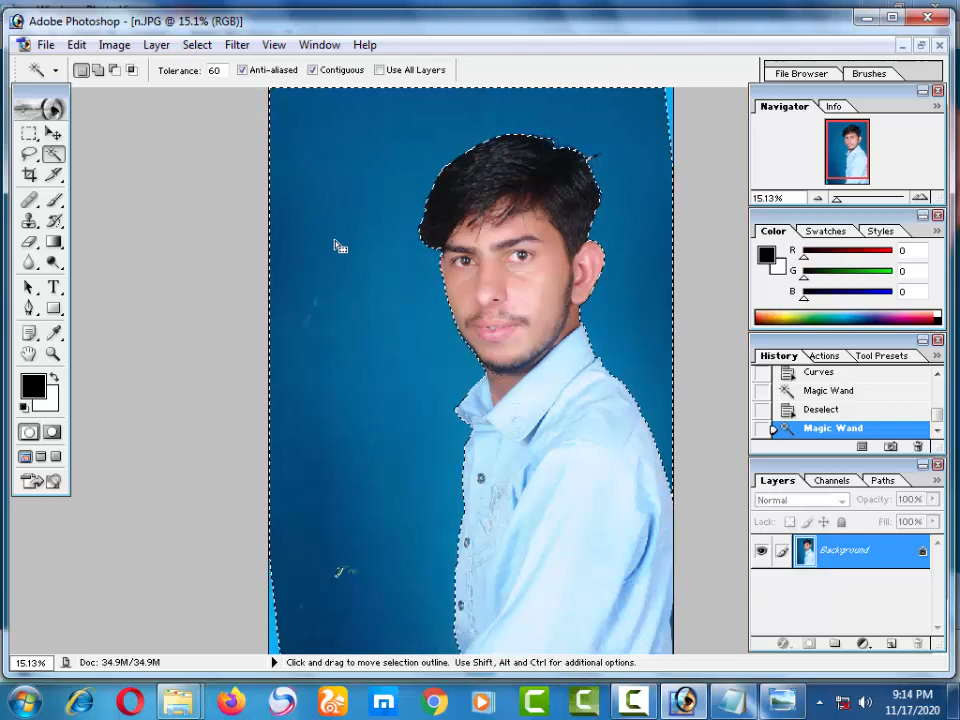 Adobe Photoshop - [n.JPG @ 15.1% (RGB)]
File Edit Image Layer Select Filter View Window Help
Tolerance: 60 Anti-aliased Contiguous Use All Layers
File Browser Brushes
Navigator Info
15.13%
Color Swatches Styles
R 0
G 0
B 0
History Actions Tool Presets
Curves
Magic Wand
Deselect
Magic Wand
Layers Channels Paths
Normal Opacity: 100%
Lock: Fill: 100%
Background
15.13% Doc: 34.9M/34.9M Click and drag to move selection outline. Use Shift, Alt and Ctrl for additional options.
9:14 PM
11/17/2020